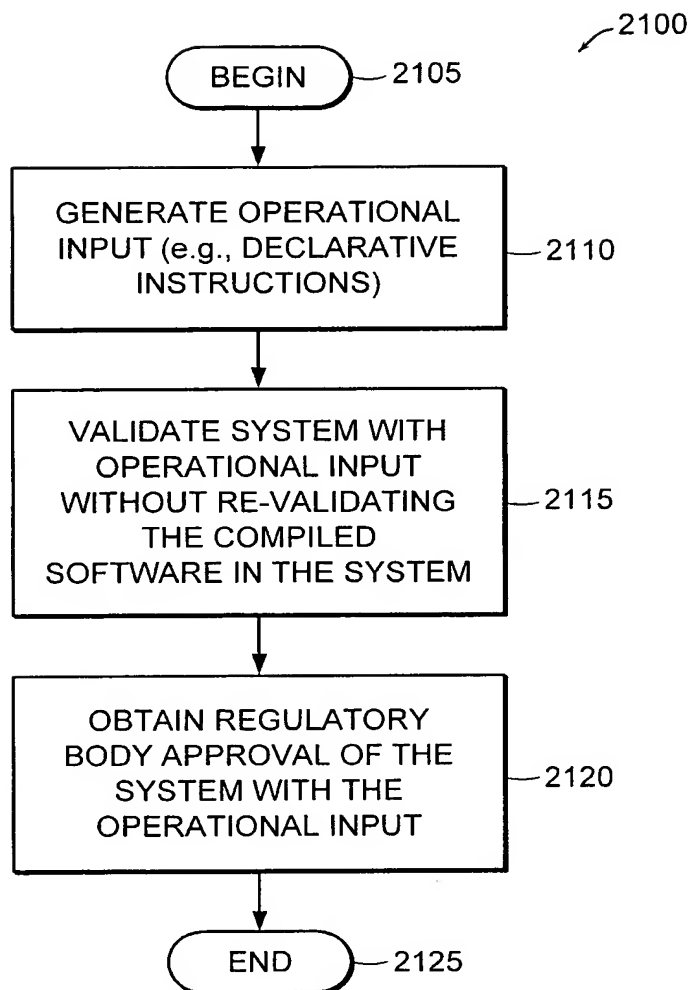 2100
BEGIN
2105
GENERATE OPERATIONAL
INPUT (e.g., DECLARATIVE
INSTRUCTIONS)
2110
VALIDATE SYSTEM WITH
OPERATIONAL INPUT
WITHOUT RE-VALIDATING
THE COMPILED
SOFTWARE IN THE SYSTEM
2115
OBTAIN REGULATORY
BODY APPROVAL OF THE
SYSTEM WITH THE
OPERATIONAL INPUT
2120
END
2125